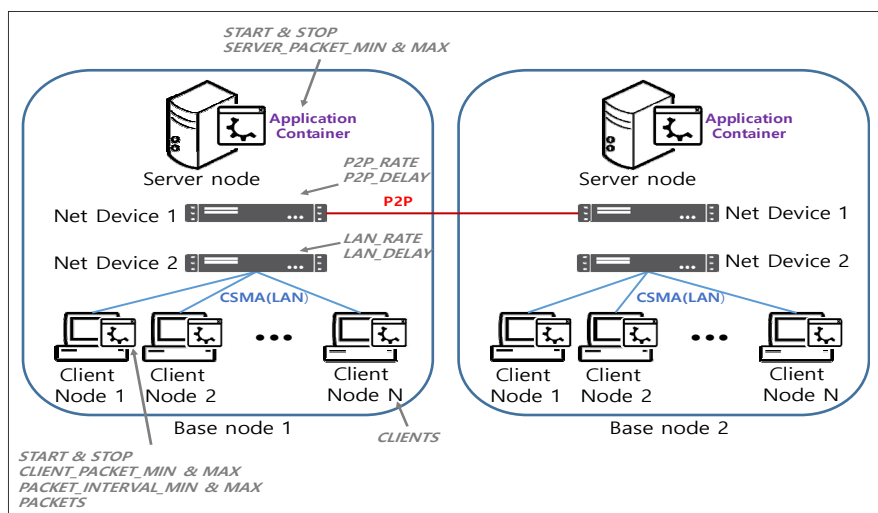 START & STOP
SERVER_PACKET_MIN & MAX
Application
Container
Server node
P2P_RATE
P2P_DELAY
Net Device 1
P2P
LAN_RATE
LAN_DELAY
Net Device 2
CSMA(LAN)
Client
Node 1
Client
Node 2
Client
Node N
Base node 1
Application
Container
Server node
Net Device 1
Net Device 2
CSMA(LAN)
Client
Node 1
Client
Node 2
Client
Node N
Base node 2
CLIENTS
START & STOP
CLIENT_PACKET_MIN & MAX
PACKET_INTERVAL_MIN & MAX
PACKETS